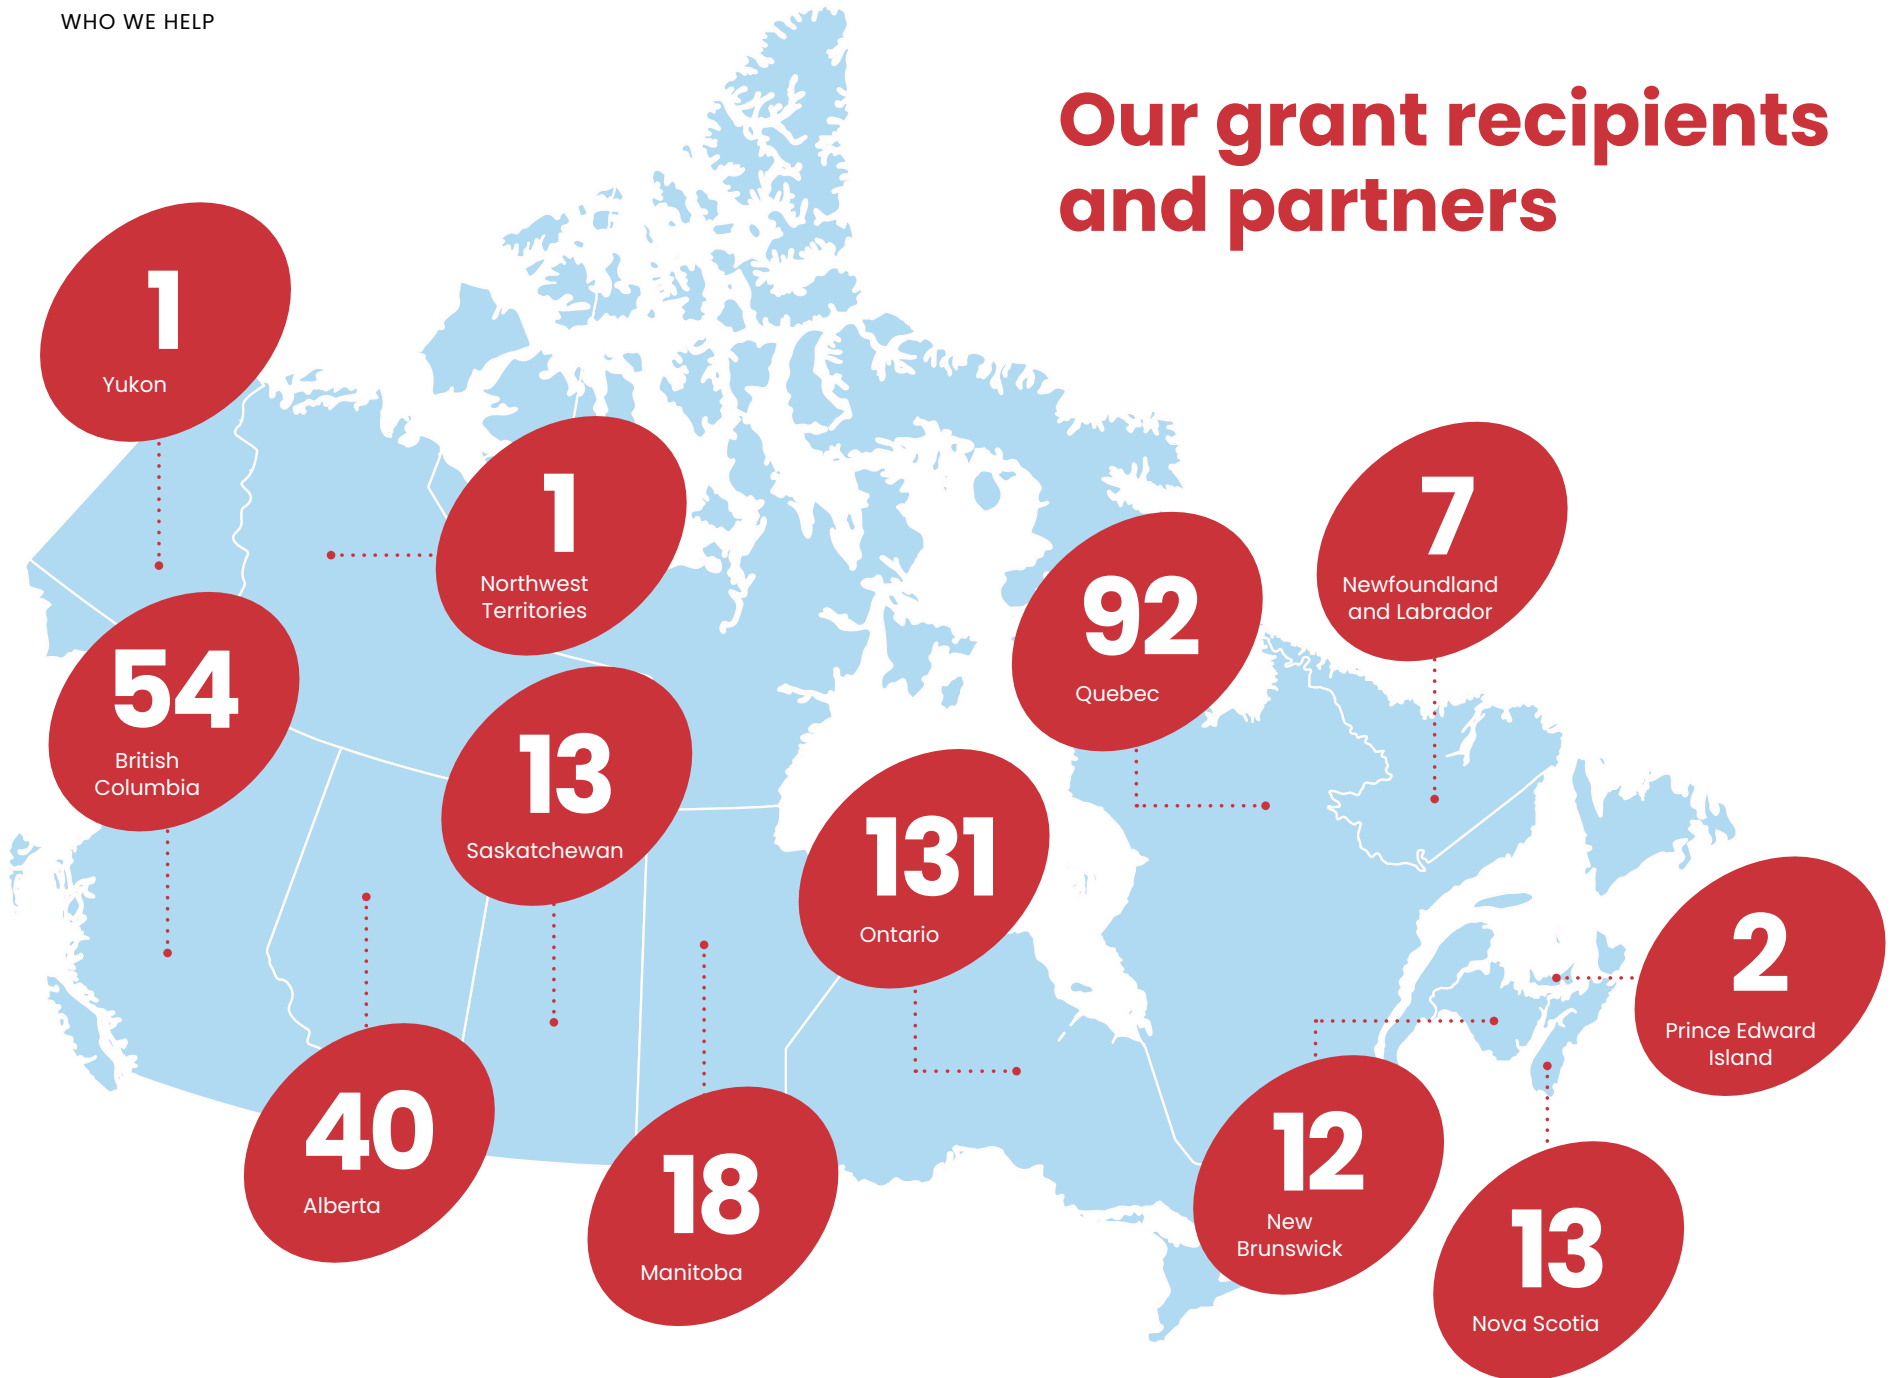 WHO WE HELP
Our grant recipients
and partners
1
Yukon
1
Northwest
Territories
7
Newfoundland
and Labrador
92
Quebec
54
British
Columbia
13
Saskatchewan
131
Ontario
2
Prince Edward
Island
40
Alberta
18
Manitoba
12
New
Brunswick
13
Nova Scotia